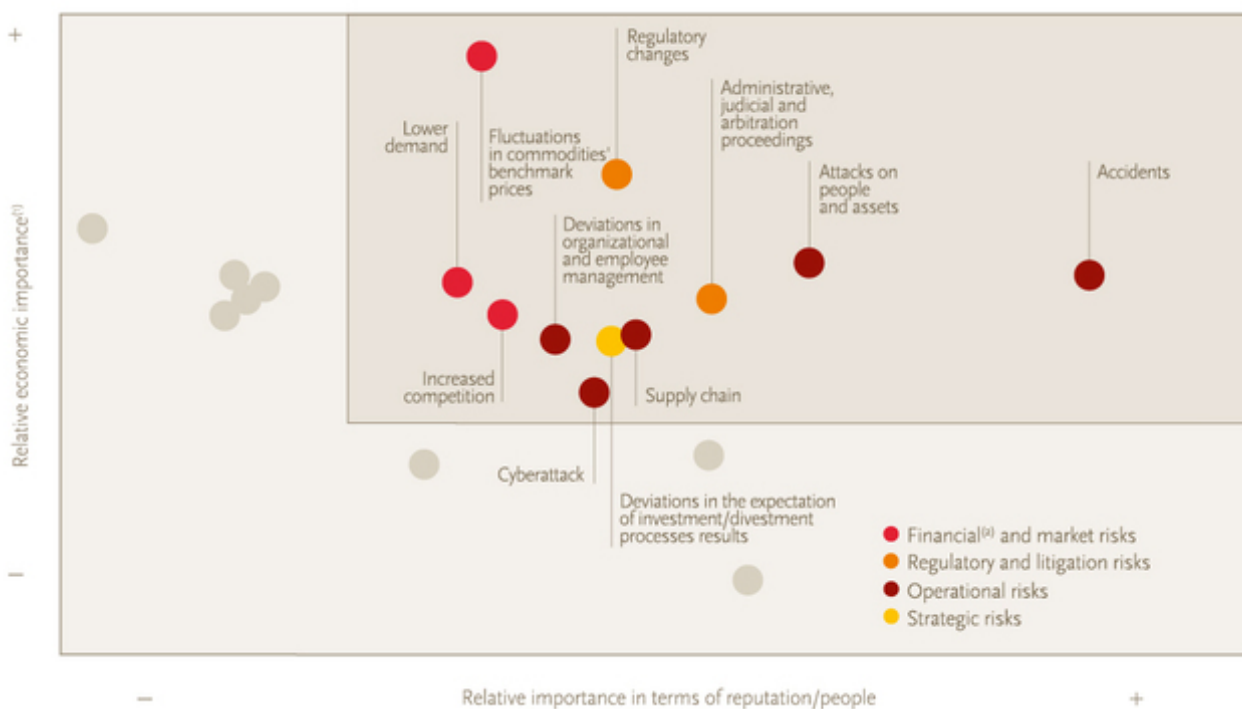 +
Regulatory
changes
Administrative,
judicial and
arbitration
proceedings
Lower
demand
Fluctuations
in commodities'
benchmark
prices
Attacks on
people
and assets
Accidents
Deviations in
organizational
and employee
management
Relative economic importance(1)
Increased
competition
Supply chain
Cyberattack
Deviations in the expectation
of investment/divestment
processes results
Financial(2) and market risks
Regulatory and litigation risks
Operational risks
Strategic risks
–
–
Relative importance in terms of reputation/people
+